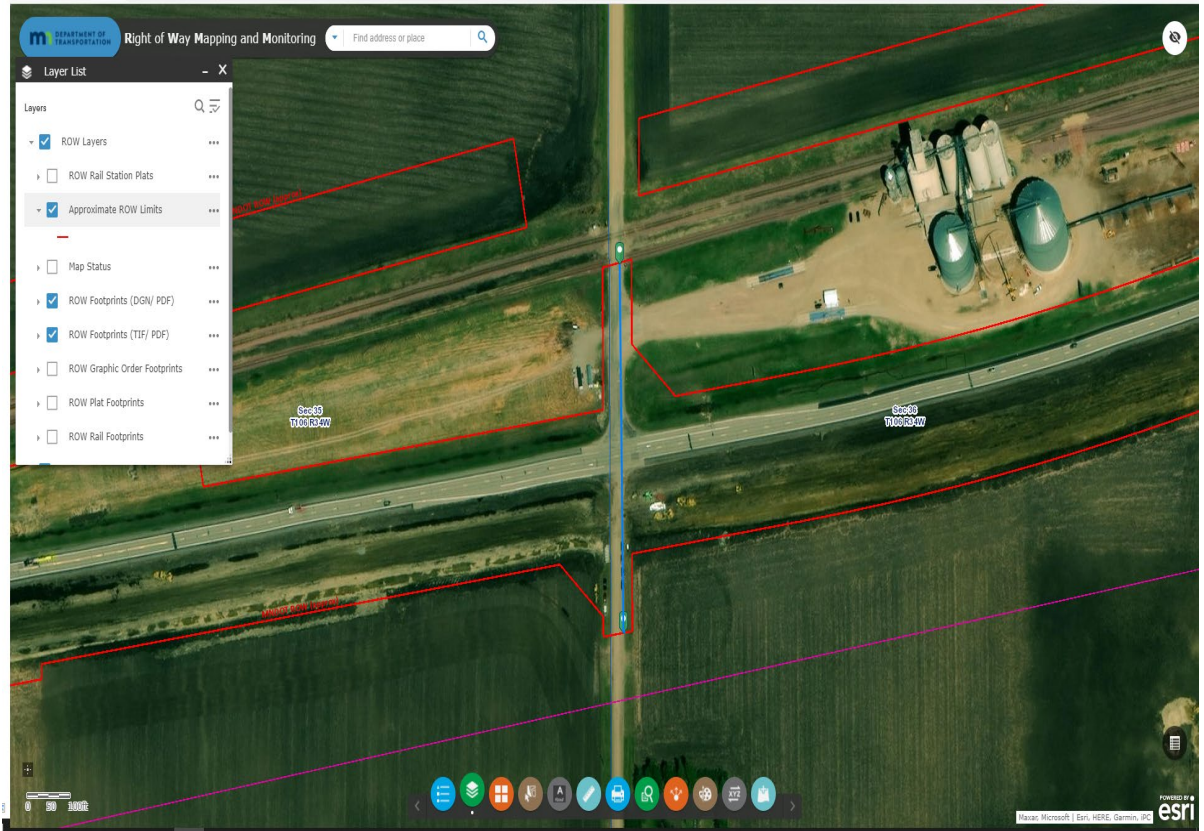 DEPARTMENT OF
TRANSPORTATION
Right of Way Mapping and Monitoring
Find address or place
Layer List
Layers
ROW Layers
ROW Rail Station Plats
Approximate ROW Limits
Map Status
ROW Footprints (DGN/ PDF)
ROW Footprints (TIF/ PDF)
ROW Graphic Order Footprints
ROW Plat Footprints
ROW Rail Footprints
Sec 35
T106 R34W
Sec 36
T106 R34W
A
XYZ
0 50 100ft
Maxar, Microsoft | Esri, HERE, Garmin, iPC
POWERED BY
esri